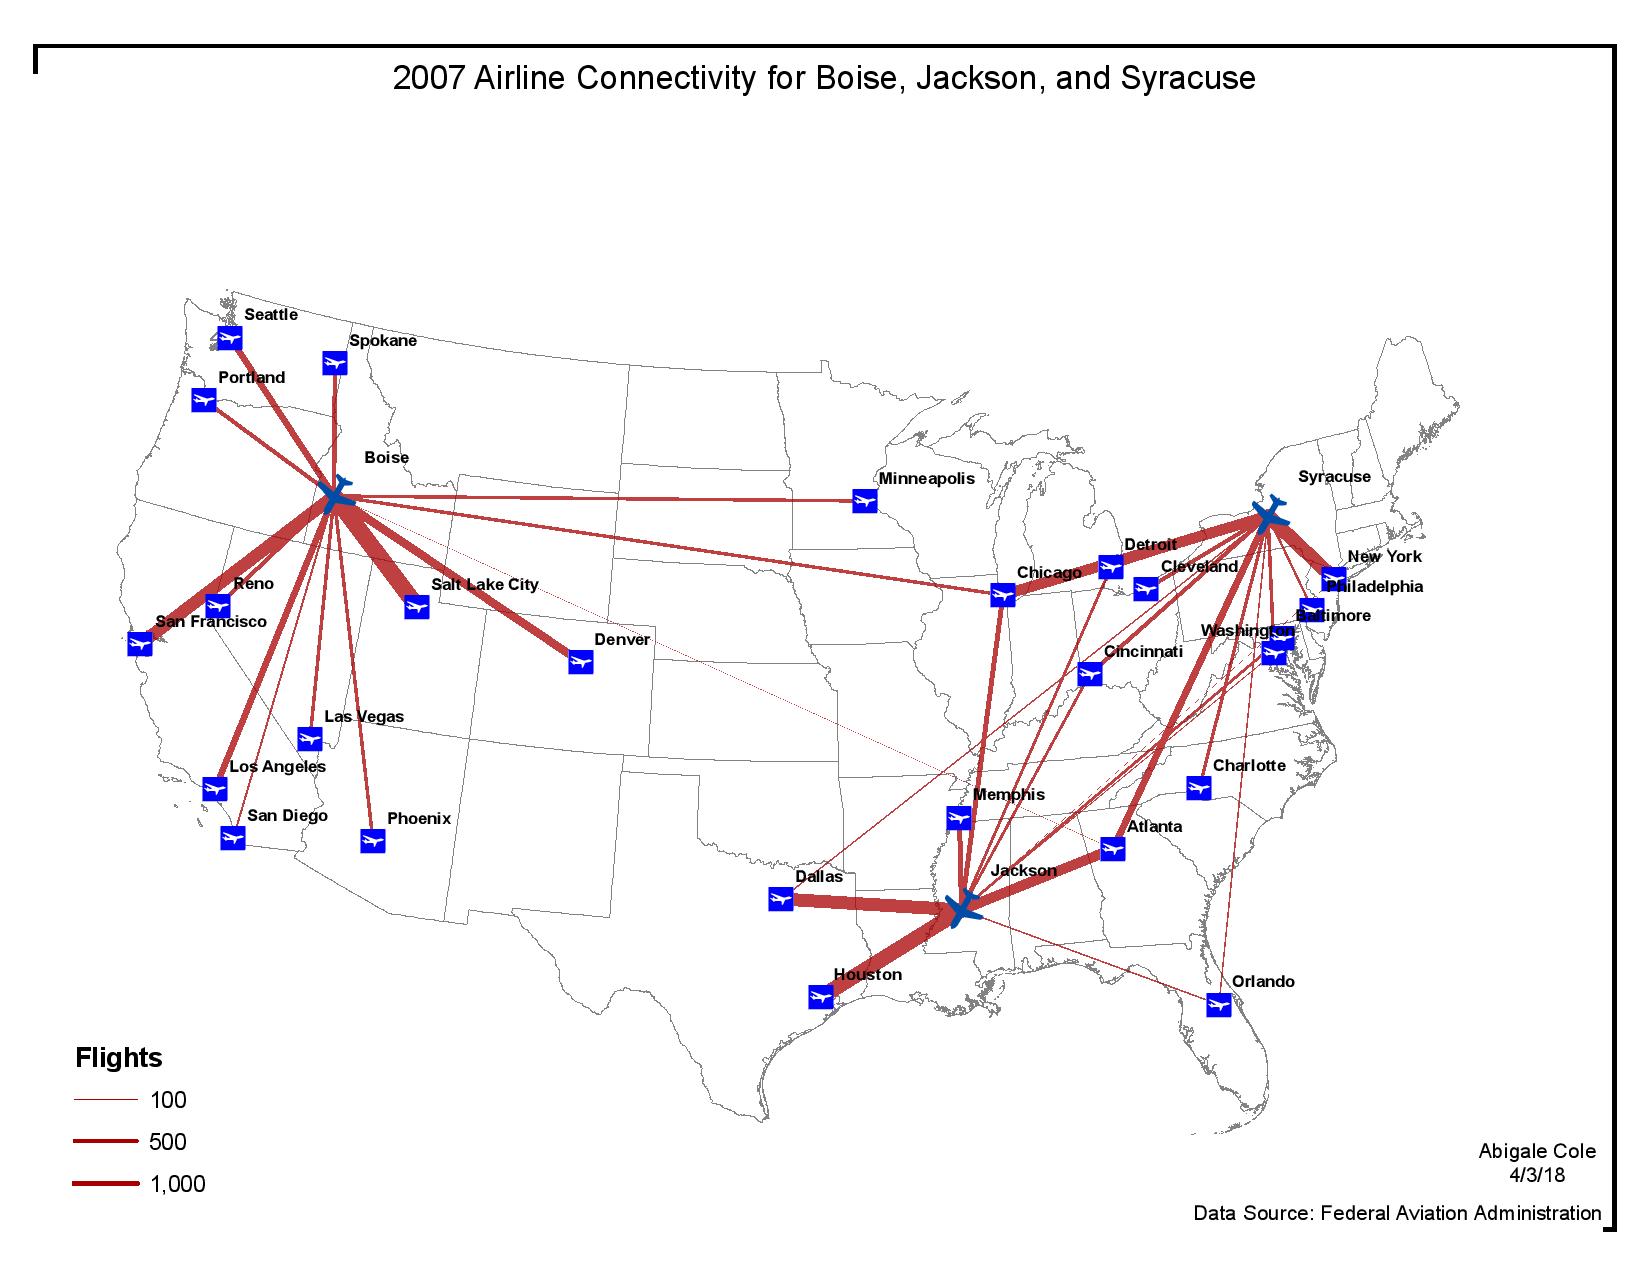 2007 Airline Connectivity for Boise, Jackson, and Syracuse
Seattle
Spokane
Portland
Boise
Minneapolis
Syracuse
Detroit
New York
Cleveland
Chicago
Reno
Salt Lake City
Philadelphia
San Francisco
Baltimore
Washington
Denver
Cincinnati
Las Vegas
Los Angeles
Charlotte
Memphis
San Diego
Phoenix
Atlanta
Jackson
Dallas
Houston
Orlando
Flights
100
500
1,000
Abigale Cole
4/3/18
Data Source: Federal Aviation Administration